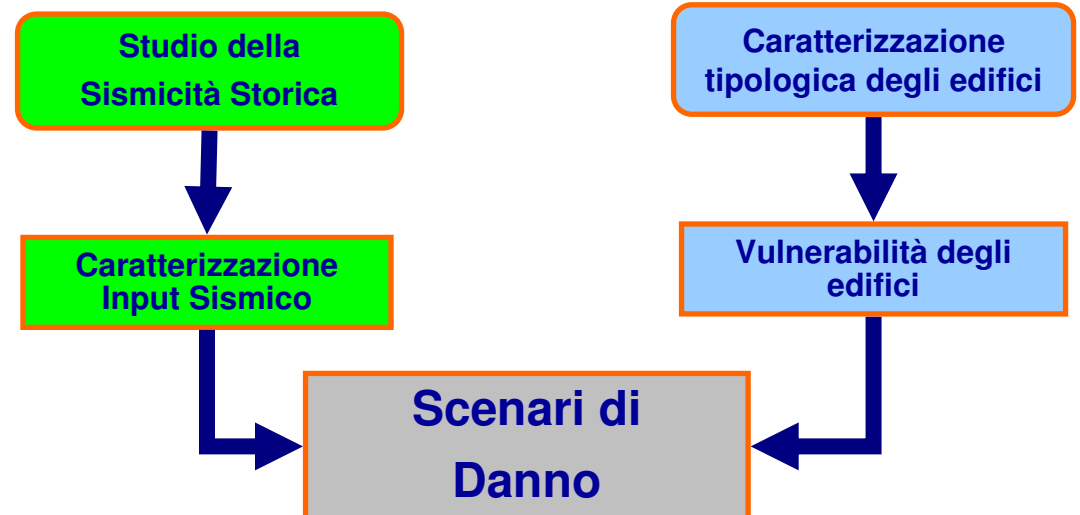 Studio della
Sismicità Storica
Caratterizzazione
tipologica degli edifici
Caratterizzazione
Input Sismico
Vulnerabilità degli
edifici
Scenari di
Danno